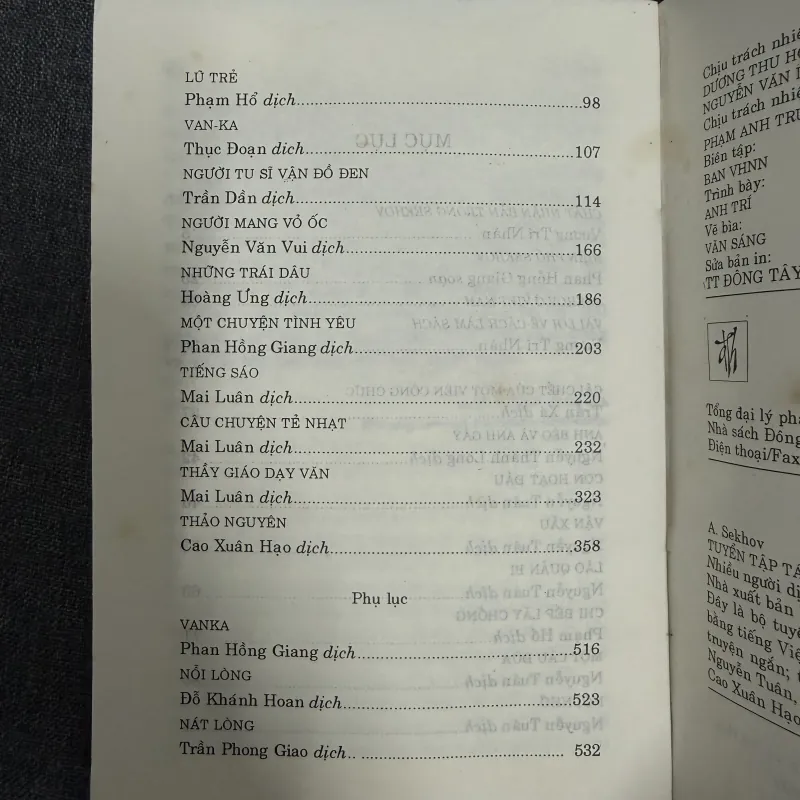 LŨ TRẺ
Phạm Hổ dịch....................98
VAN-KA
Thục Đoạn dich....................107
NGƯỜI TU SĨ VẬN ĐỒ ĐEN
Trần Dần dịch....................114
NGƯỜI MANG VỎ ỐC
Nguyễn Văn Vui dịch....................166
NHỮNG TRÁI DÂU
Hoàng Ưng dịch....................186
MỘT CHUYỆN TÌNH YÊU
Phan Hồng Giang dịch....................203
TIẾNG SÁO
Mai Luân dịch....................220
CÂU CHUYỆN TẺ NHẠT
Mai Luân dịch....................232
THẦY GIÁO DẠY VĂN
Mai Luân dịch....................323
THẢO NGUYÊN
Cao Xuân Hạo dịch....................358
Phụ lục
VANKA
Phan Hồng Giang dịch....................516
NỖI LÒNG
Đỗ Khánh Hoan dịch....................523
NÁT LÒNG
Trần Phong Giao dịch.. .................... 532
Chịu trách nhiệ
DƯƠNG THU H
NGUYỄN VĂN
Chịu trách nhiệ
PHẠM ANH TR
Biên tập:
BAN VHNN
Trình bày:
ANH TRÍ
Vẽ bìa:
VĂN SÁNG
Sửa bản in:
TT ĐÔNG TÂY
Tổng đại lý phá
Nhà sách Đông
Điện thoại/Fax
A. Sekhov
TUYỂN TẬP TÁ
Nhiều người dị
Nhà xuất bản
Đây là bộ tuyể
bằng tiếng Việ
truyện ngắn; t
Nguyễn Tuân,
Cao Xuân Hạo